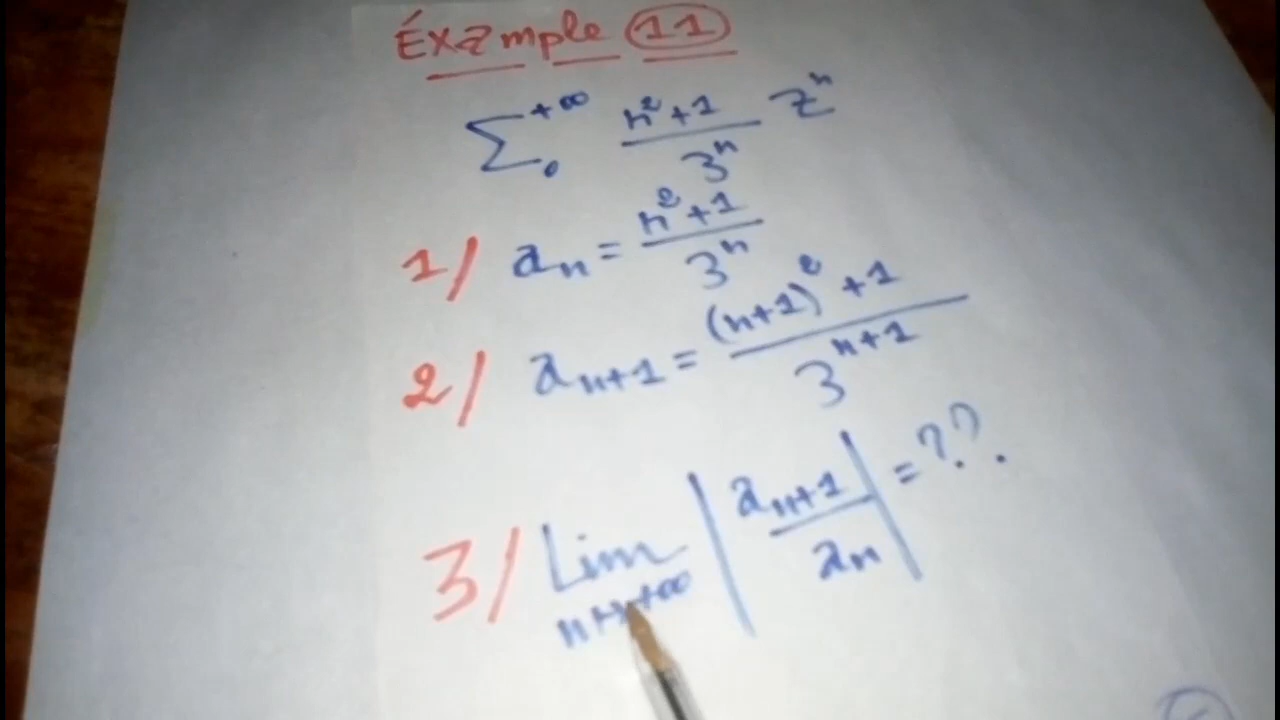 Éxample 11
∑₀^{+∞} (n²+1)/3ⁿ zⁿ
1/ aₙ = (n²+1)/3ⁿ
2/ aₙ₊₁ = ((n+1)²+1)/3ⁿ⁺¹
3/ Lim n→+∞ |aₙ₊₁/aₙ| = ??.